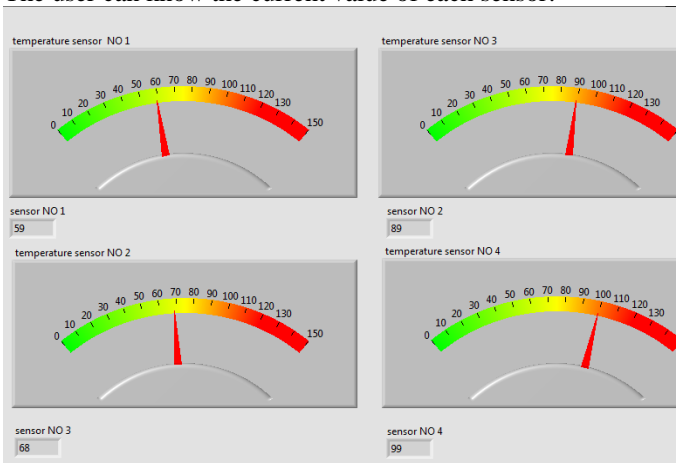 The user can know the current value of each sensor.
temperature sensor NO 1
0 10 20 30 40 50 60 70 80 90 100 110 120 130 150
sensor NO 1
59
temperature sensor NO 3
0 10 20 30 40 50 60 70 80 90 100 110 120 130
sensor NO 2
89
temperature sensor NO 2
0 10 20 30 40 50 60 70 80 90 100 110 120 130 150
sensor NO 3
68
temperature sensor NO 4
0 10 20 30 40 50 60 70 80 90 100 110 120 130
sensor NO 4
99